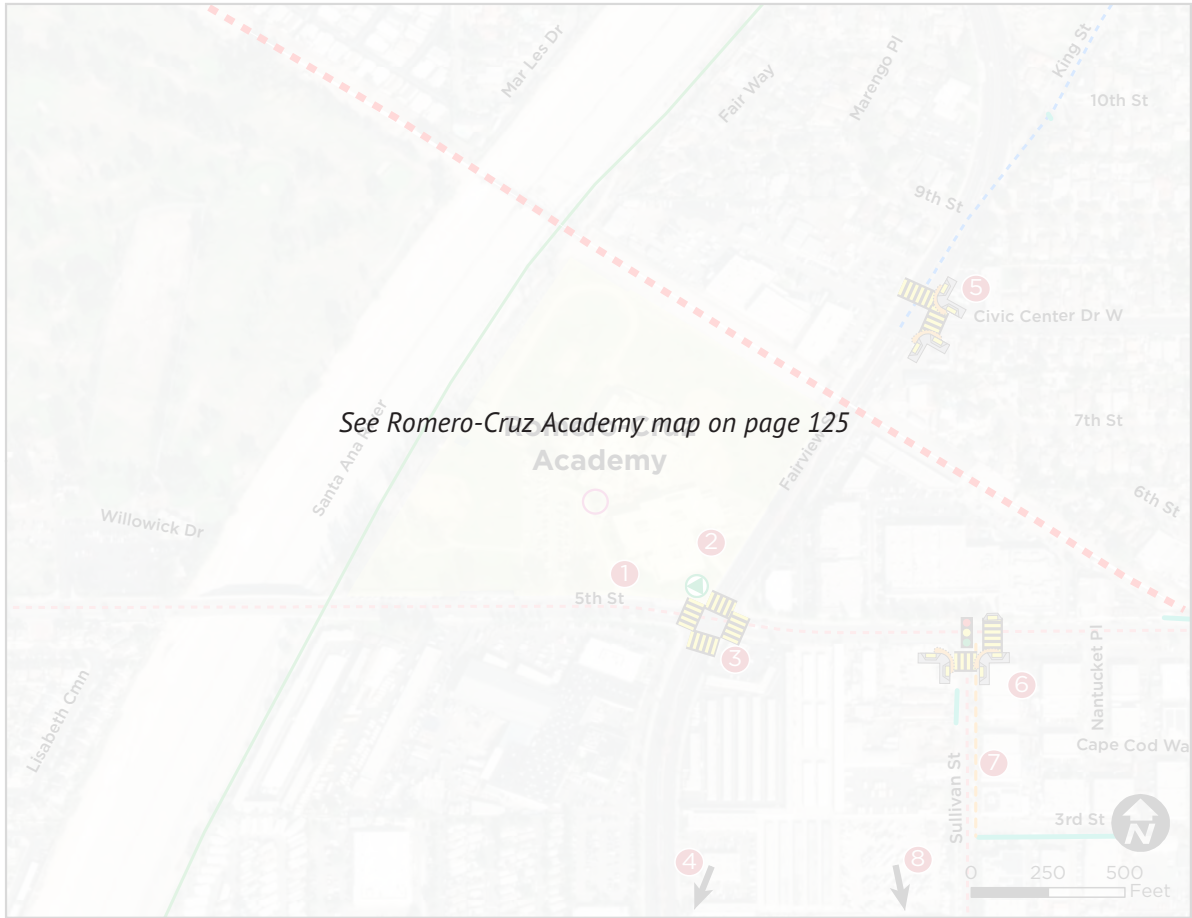 Mar Les Dr
Fair Way
Marengo Pl
King St
10th St
9th St
5
Civic Center Dr W
See Romero-Cruz Academy map on page 125
Romero-Cruz
Academy
7th St
Santa Ana River
Fairview
6th St
Willowick Dr
2
1
5th St
3
Nantucket Pl
6
Lisabeth Cmn
Cape Cod Wa
Sullivan St
7
3rd St
N
4
8
0 250 500
Feet